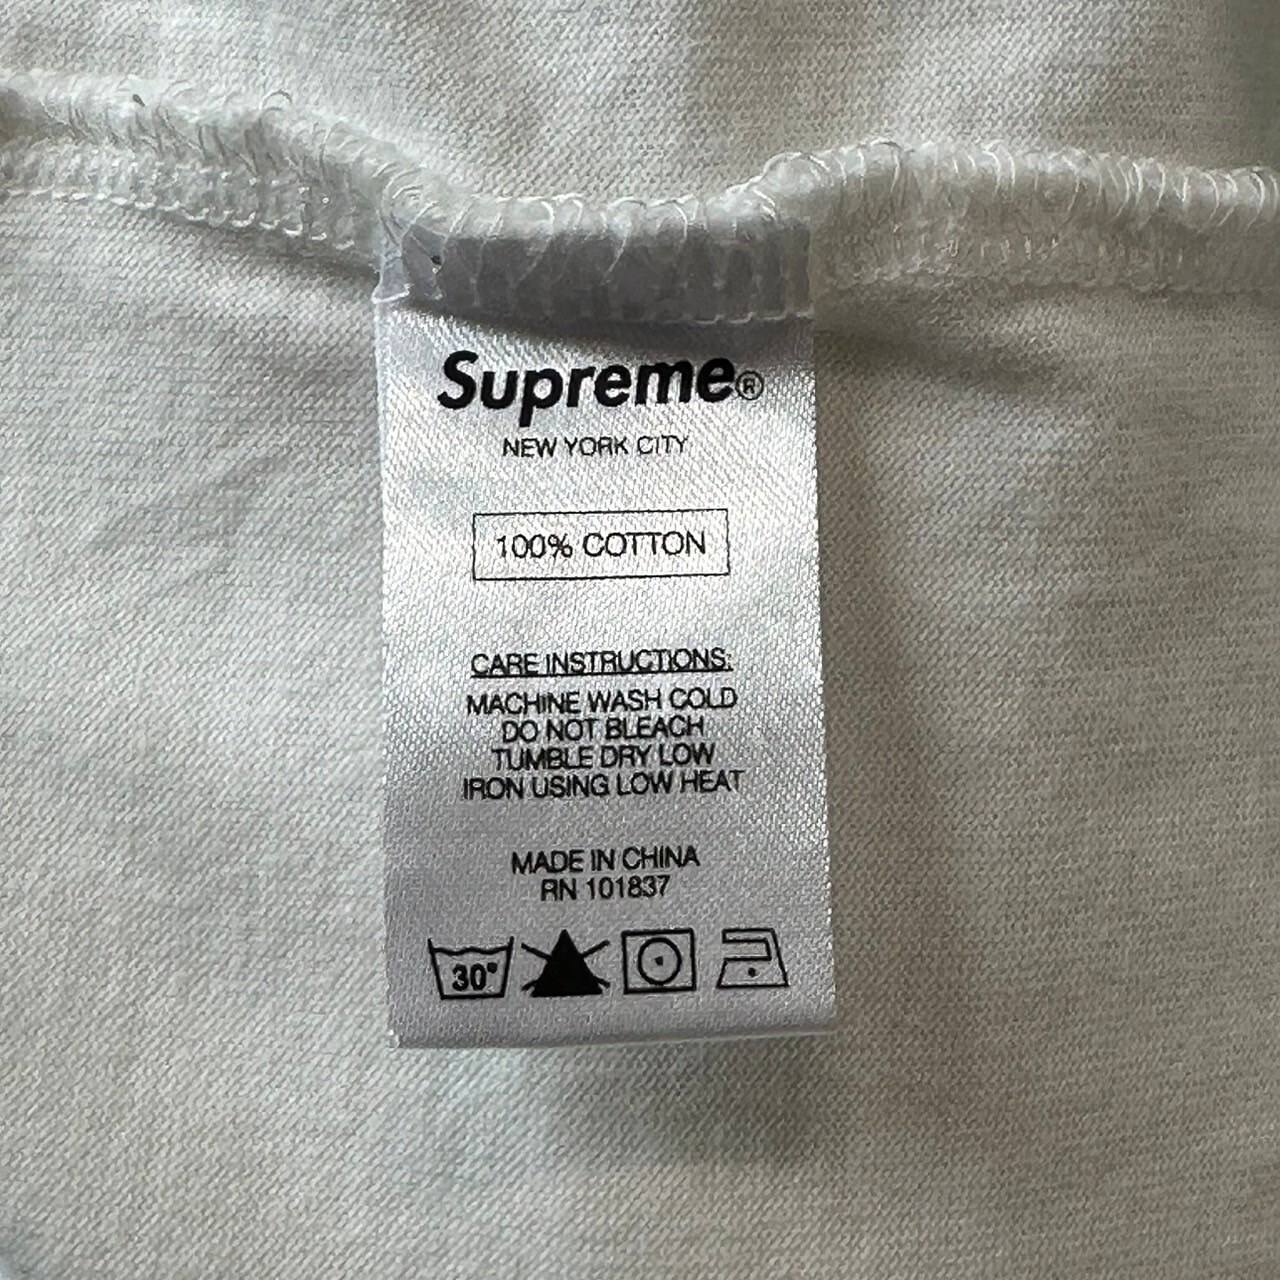 Supreme®
NEW YORK CITY
100% COTTON
CARE INSTRUCTIONS:
MACHINE WASH COLD
DO NOT BLEACH
TUMBLE DRY LOW
IRON USING LOW HEAT
MADE IN CHINA
RN 101837
30°